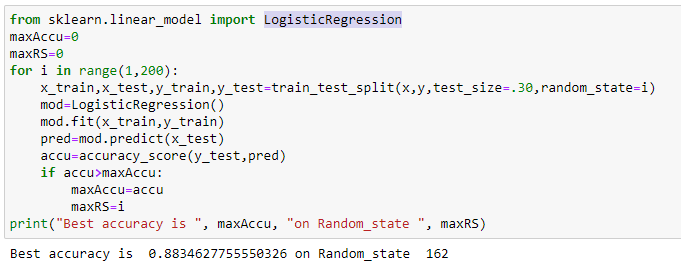 from sklearn.linear_model import LogisticRegression
maxAccu=0
maxRS=0
for i in range(1,200):
    x_train,x_test,y_train,y_test=train_test_split(x,y,test_size=.30,random_state=i)
    mod=LogisticRegression()
    mod.fit(x_train,y_train)
    pred=mod.predict(x_test)
    accu=accuracy_score(y_test,pred)
    if accu>maxAccu:
        maxAccu=accu
        maxRS=i
print("Best accuracy is ", maxAccu, "on Random_state ", maxRS)
Best accuracy is  0.8834627755550326 on Random_state  162